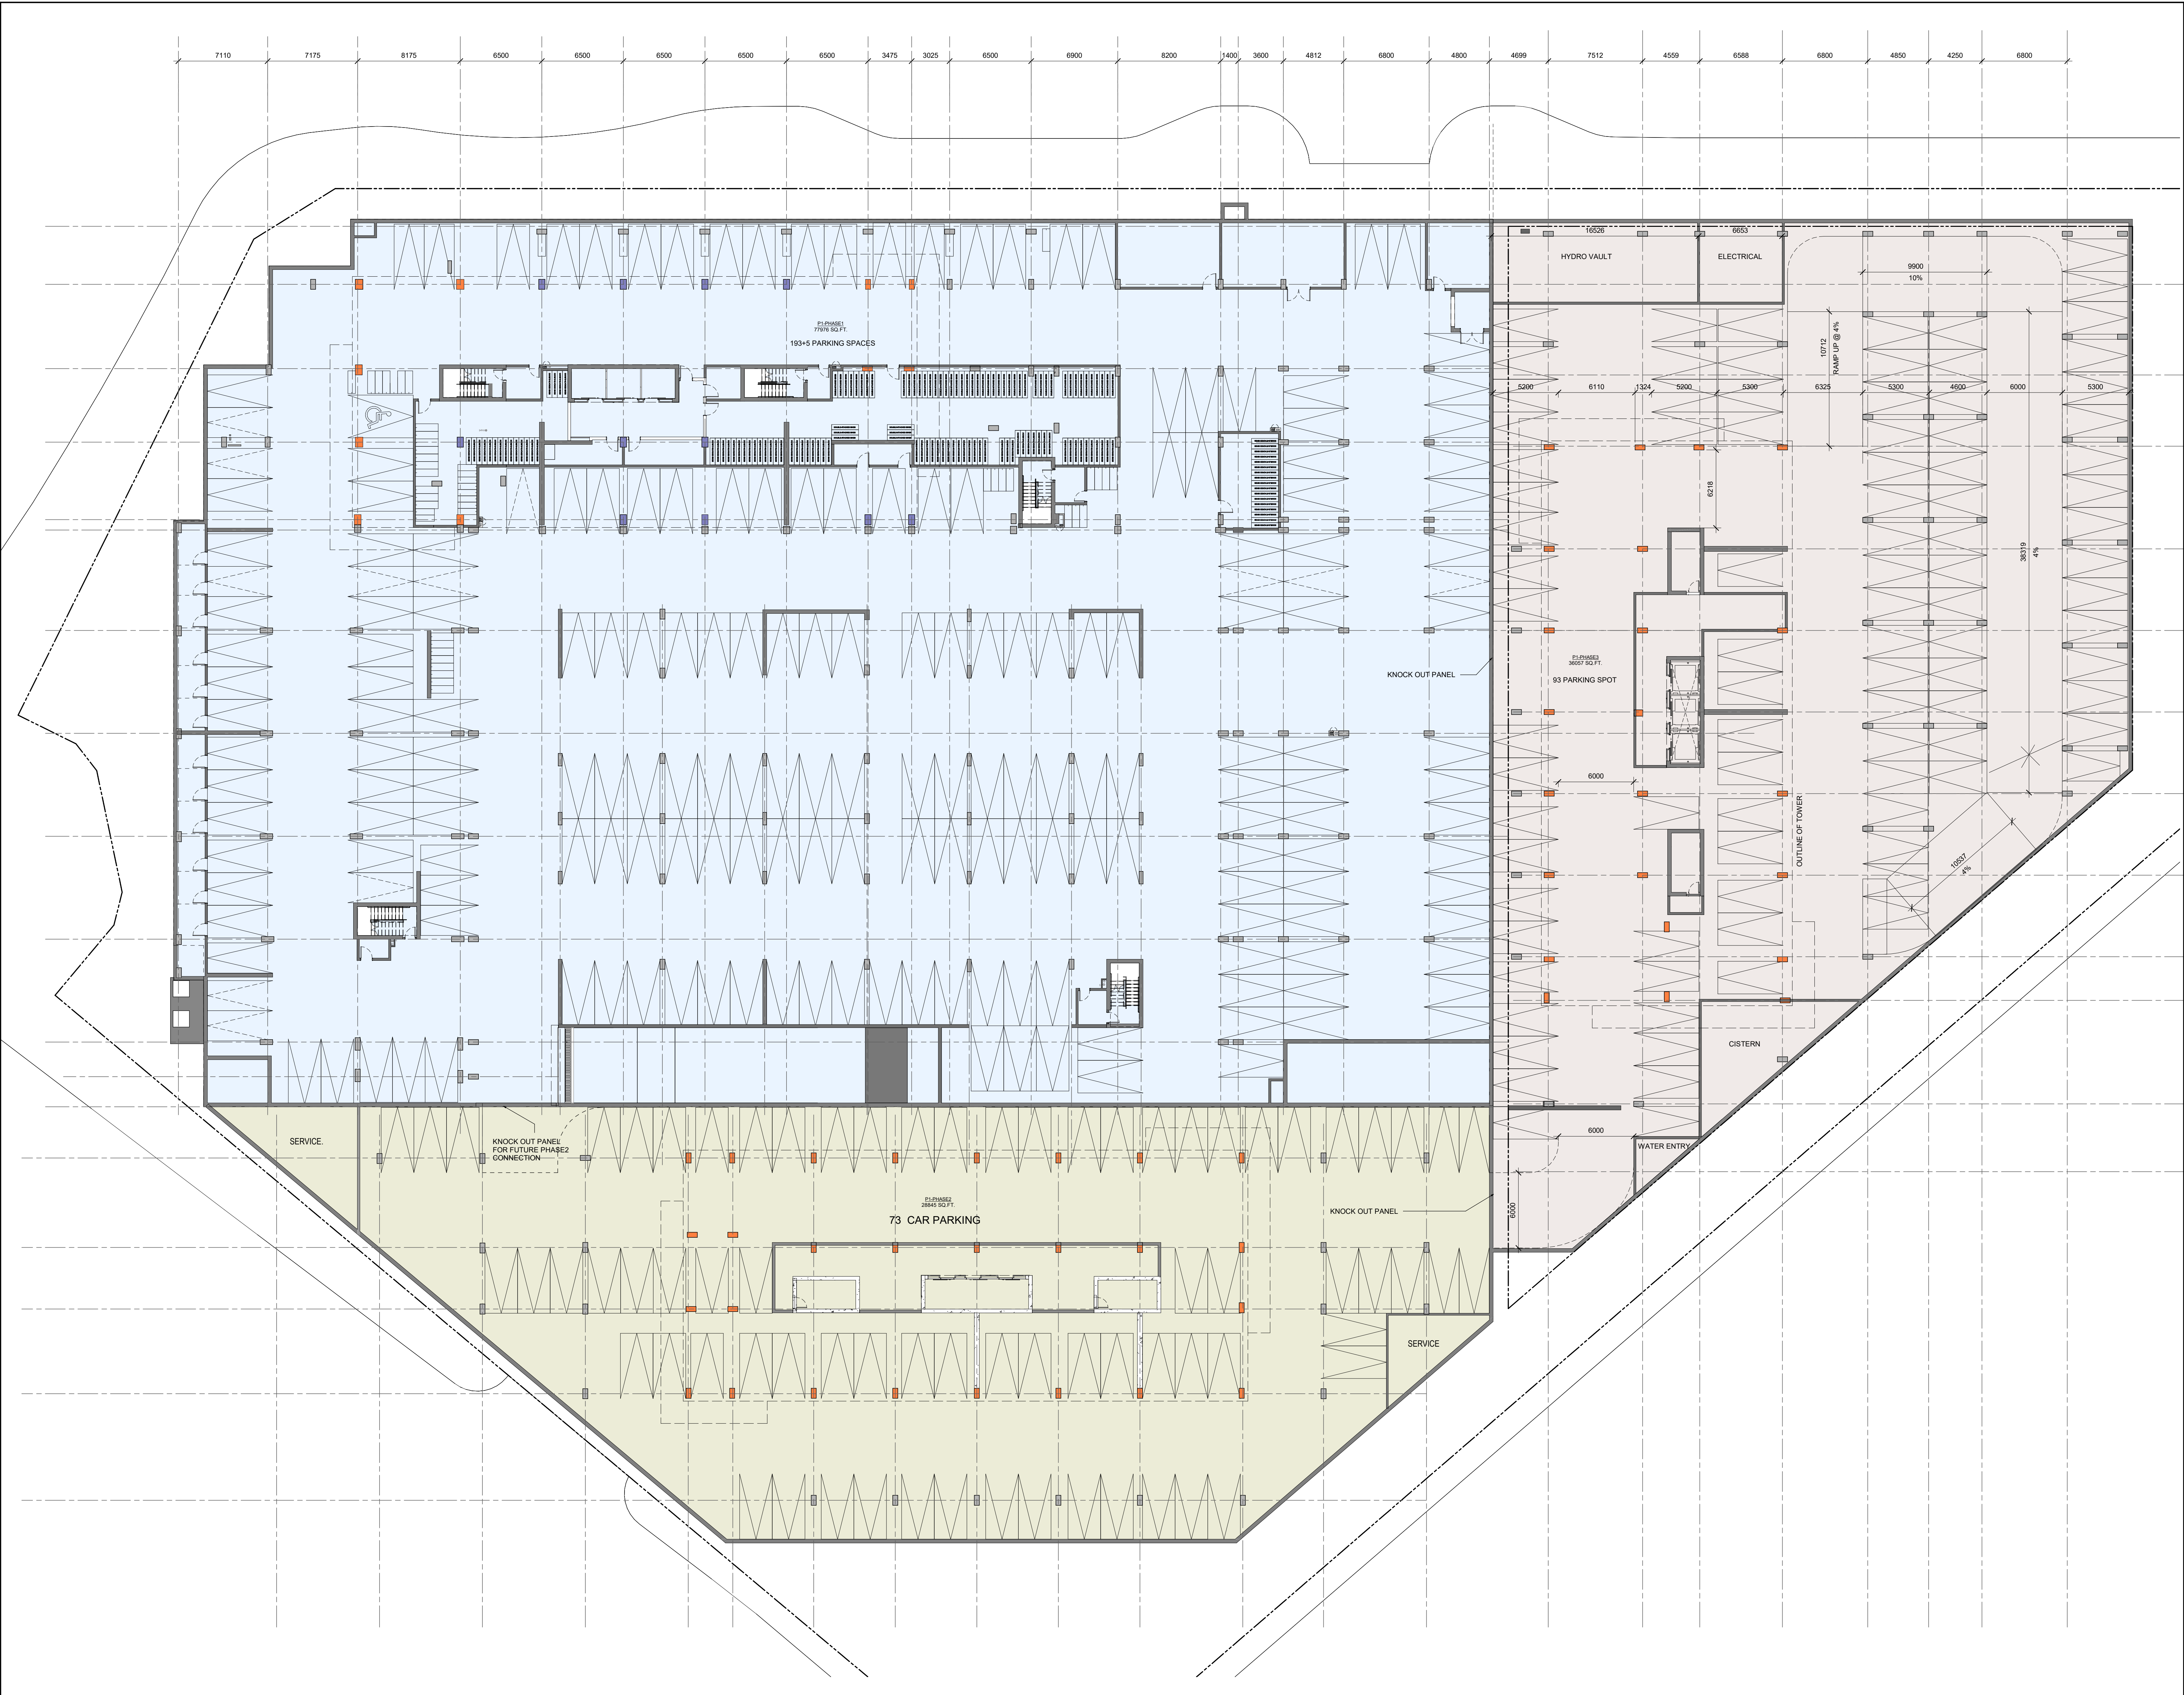 7110 7175 8175 6500 6500 6500 6500 6500 3475 3025 6500 6900 8200 1400 3600 4812 6800 4800 4699 7512 4559 6588 6800 4850 4250 6800
16526 6653
HYDRO VAULT ELECTRICAL
9900
10%
P1-PHASE1
77976 SQ.FT.
193+5 PARKING SPACES
10712
RAMP UP @ 4%
5200 6110 1324 5200 5300 6325 5300 4600 6000 5300
6218
38319
4%
P1-PHASE3
36057 SQ.FT.
93 PARKING SPOT
KNOCK OUT PANEL
6000
OUTLINE OF TOWER
10537
4%
CISTERN
SERVICE.
KNOCK OUT PANEL
FOR FUTURE PHASE2
CONNECTION
6000
WATER ENTRY
P1-PHASE2
28845 SQ.FT.
73 CAR PARKING
KNOCK OUT PANEL
6000
SERVICE